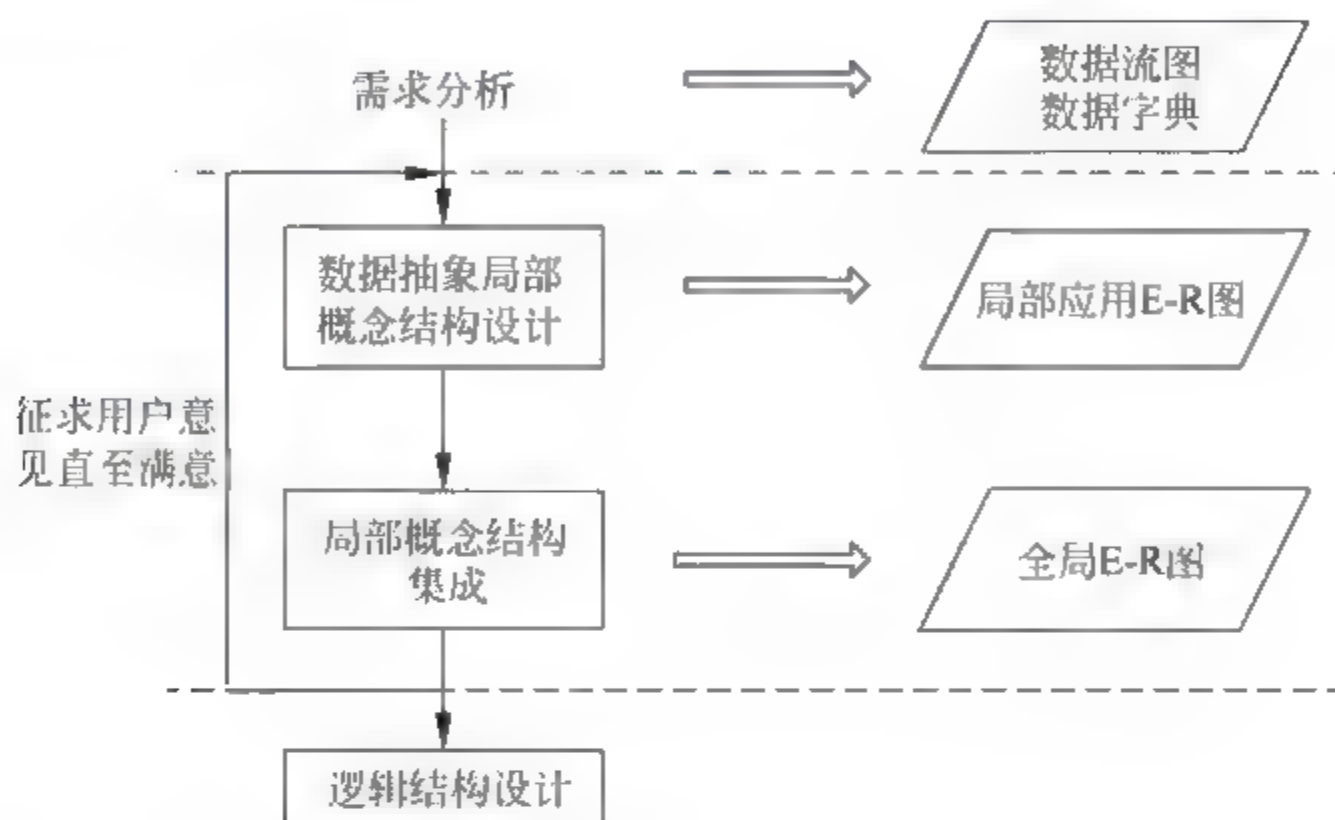 需求分析
数据流图
数据字典
数据抽象局部
概念结构设计
局部应用E-R图
征求用户意
见直至满意
局部概念结构
集成
全局E-R图
逻辑结构设计